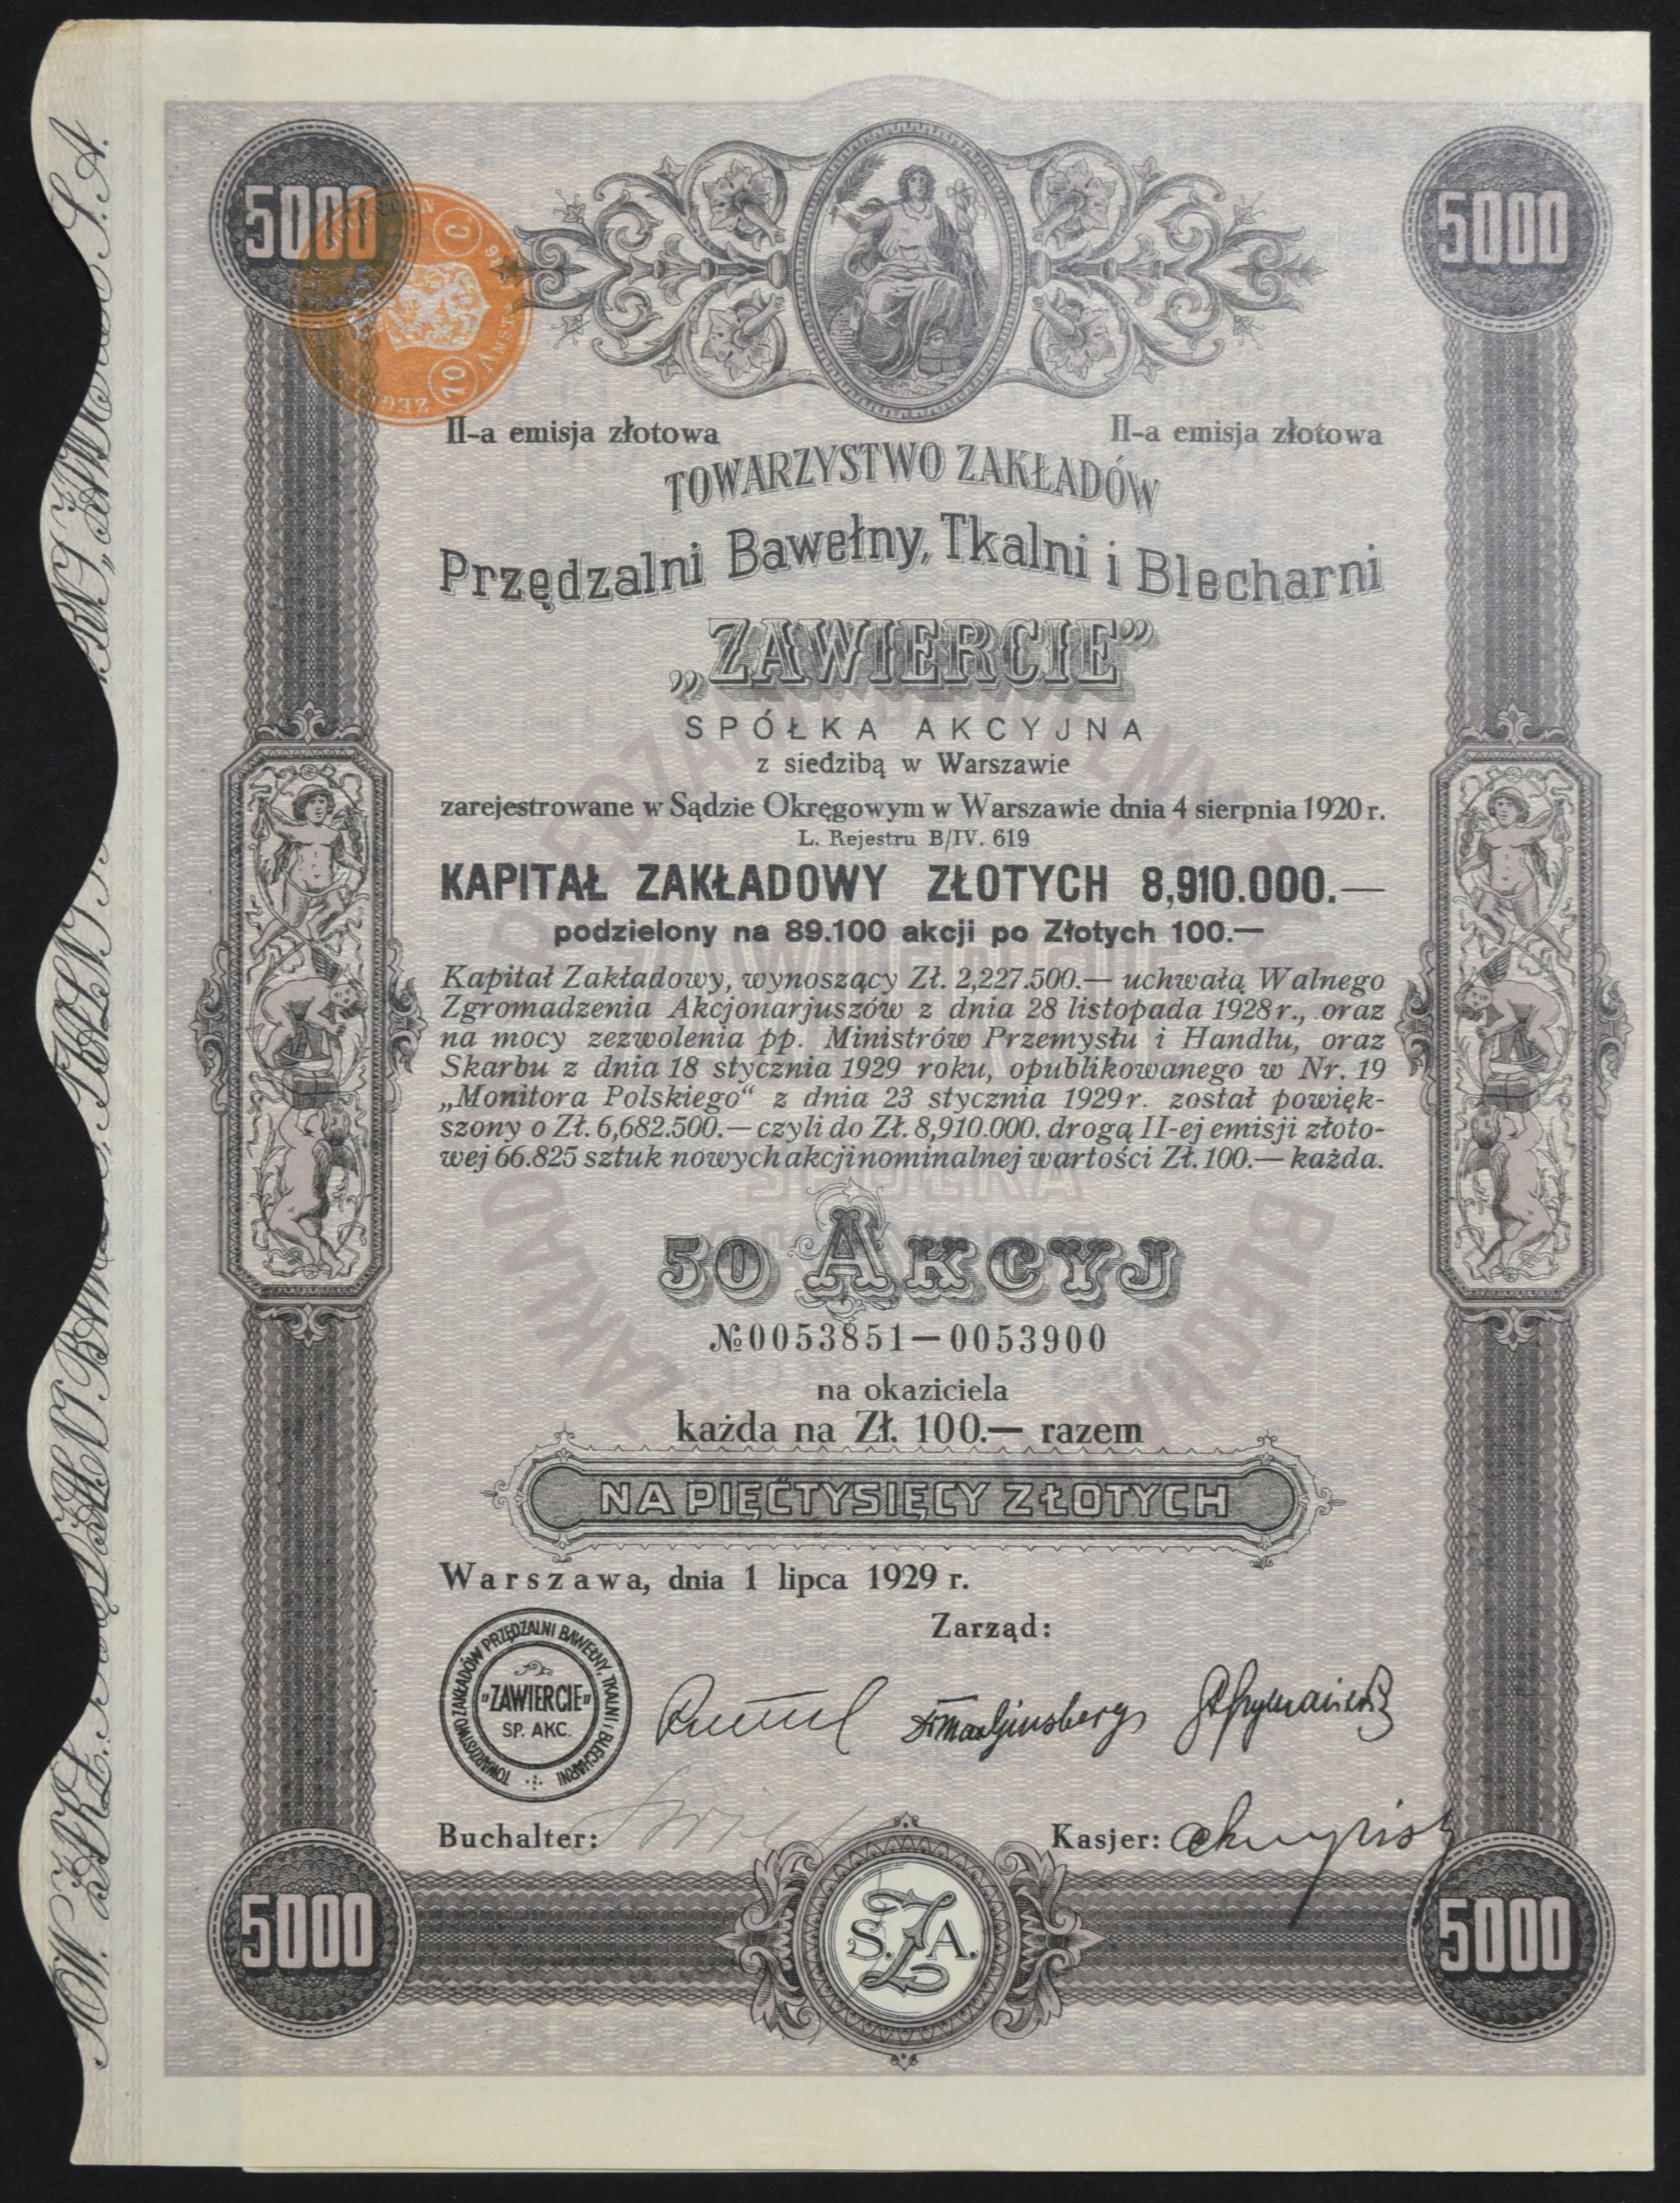 5000
5000
II-a emisja złotowa
II-a emisja złotowa
TOWARZYSTWO ZAKŁADÓW
Przędzalni Bawełny, Tkalni i Blecharni
„ZAWIERCIE”
SPÓŁKA AKCYJNA
z siedzibą w Warszawie
zarejestrowane w Sądzie Okręgowym w Warszawie dnia 4 sierpnia 1920 r.
L. Rejestru B/IV. 619
KAPITAŁ ZAKŁADOWY ZŁOTYCH 8,910.000.—
podzielony na 89.100 akcji po Złotych 100.—
Kapitał Zakładowy, wynoszący Zł. 2,227.500.— uchwałą Walnego
Zgromadzenia Akcjonarjuszów z dnia 28 listopada 1928 r., oraz
na mocy zezwolenia pp. Ministrów Przemysłu i Handlu, oraz
Skarbu z dnia 18 stycznia 1929 roku, opublikowanego w Nr. 19
„Monitora Polskiego“ z dnia 23 stycznia 1929 r. został powięk-
szony o Zł. 6,682.500.— czyli do Zł. 8,910.000. drogą II-ej emisji złoto-
wej 66.825 sztuk nowych akcji nominalnej wartości Zł. 100.— każda.
50 AKCYJ
№ 0053851—0053900
na okaziciela
każda na Zł. 100.— razem
NA PIĘĆTYSIĘCY ZŁOTYCH
Warszawa, dnia 1 lipca 1929 r.
Zarząd:
TOWARZYSTWO ZAKŁADÓW PRZĘDZALNI BAWEŁNY, TKALNI i BLECHARNI
„ZAWIERCIE”
SP. AKC.
Buchalter:
Kasjer:
5000
S.Z.A.
5000